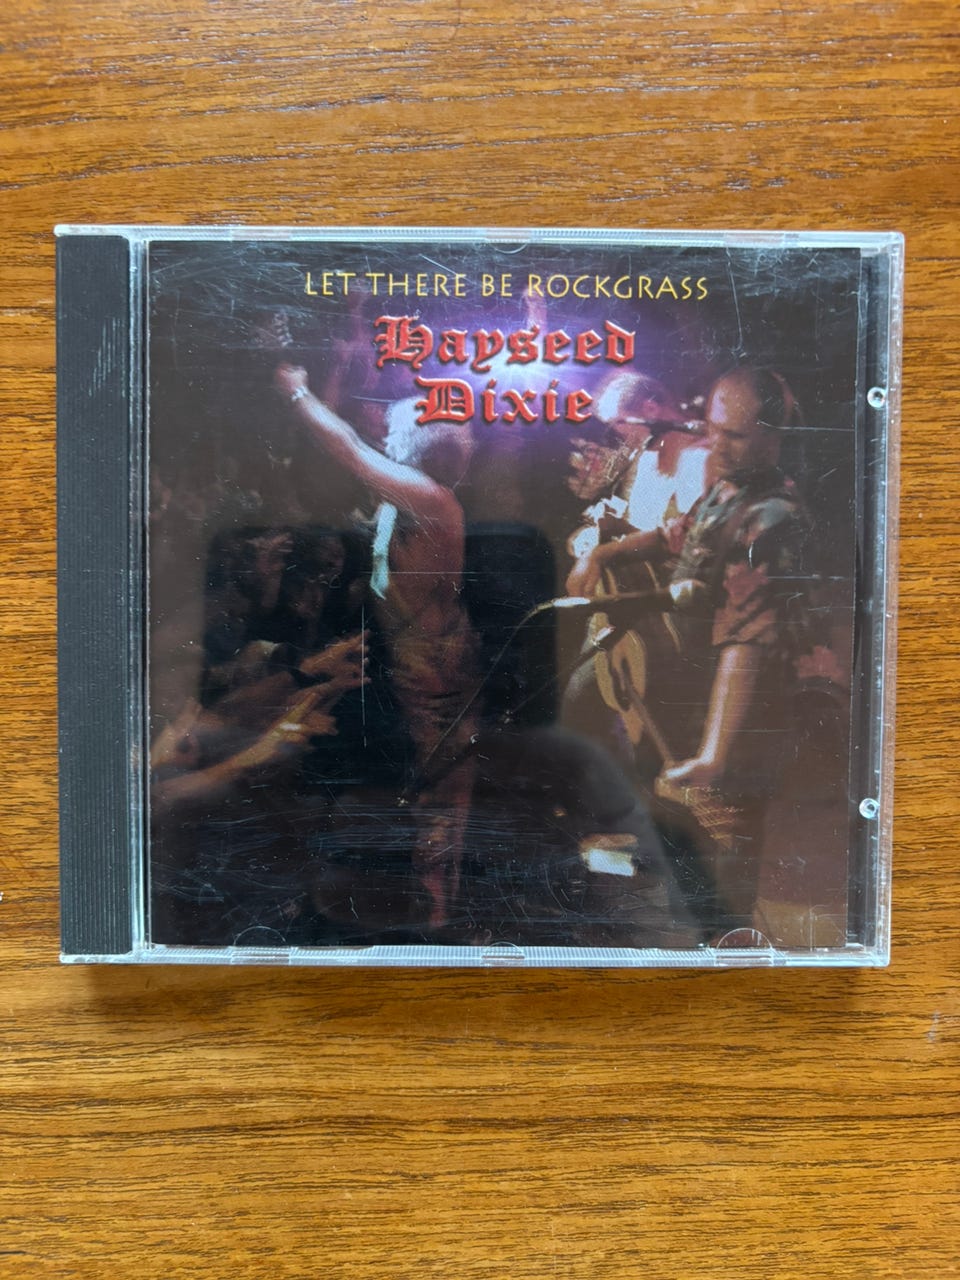 LET THERE BE ROCKGRASS
Hayseed
Dixie